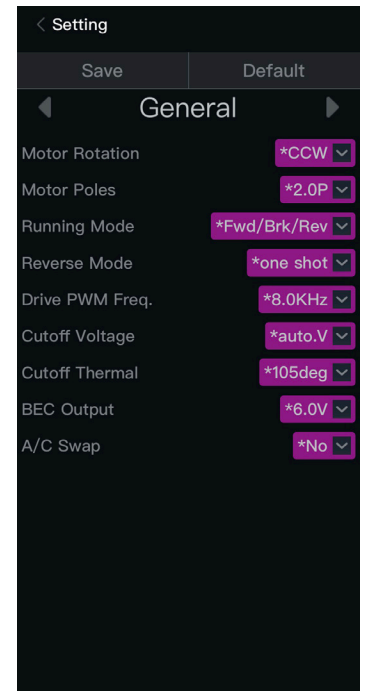 Setting
Save Default
General
Motor Rotation *CCW
Motor Poles *2.0P
Running Mode *Fwd/Brk/Rev
Reverse Mode *one shot
Drive PWM Freq. *8.0KHz
Cutoff Voltage *auto.V
Cutoff Thermal *105deg
BEC Output *6.0V
A/C Swap *No